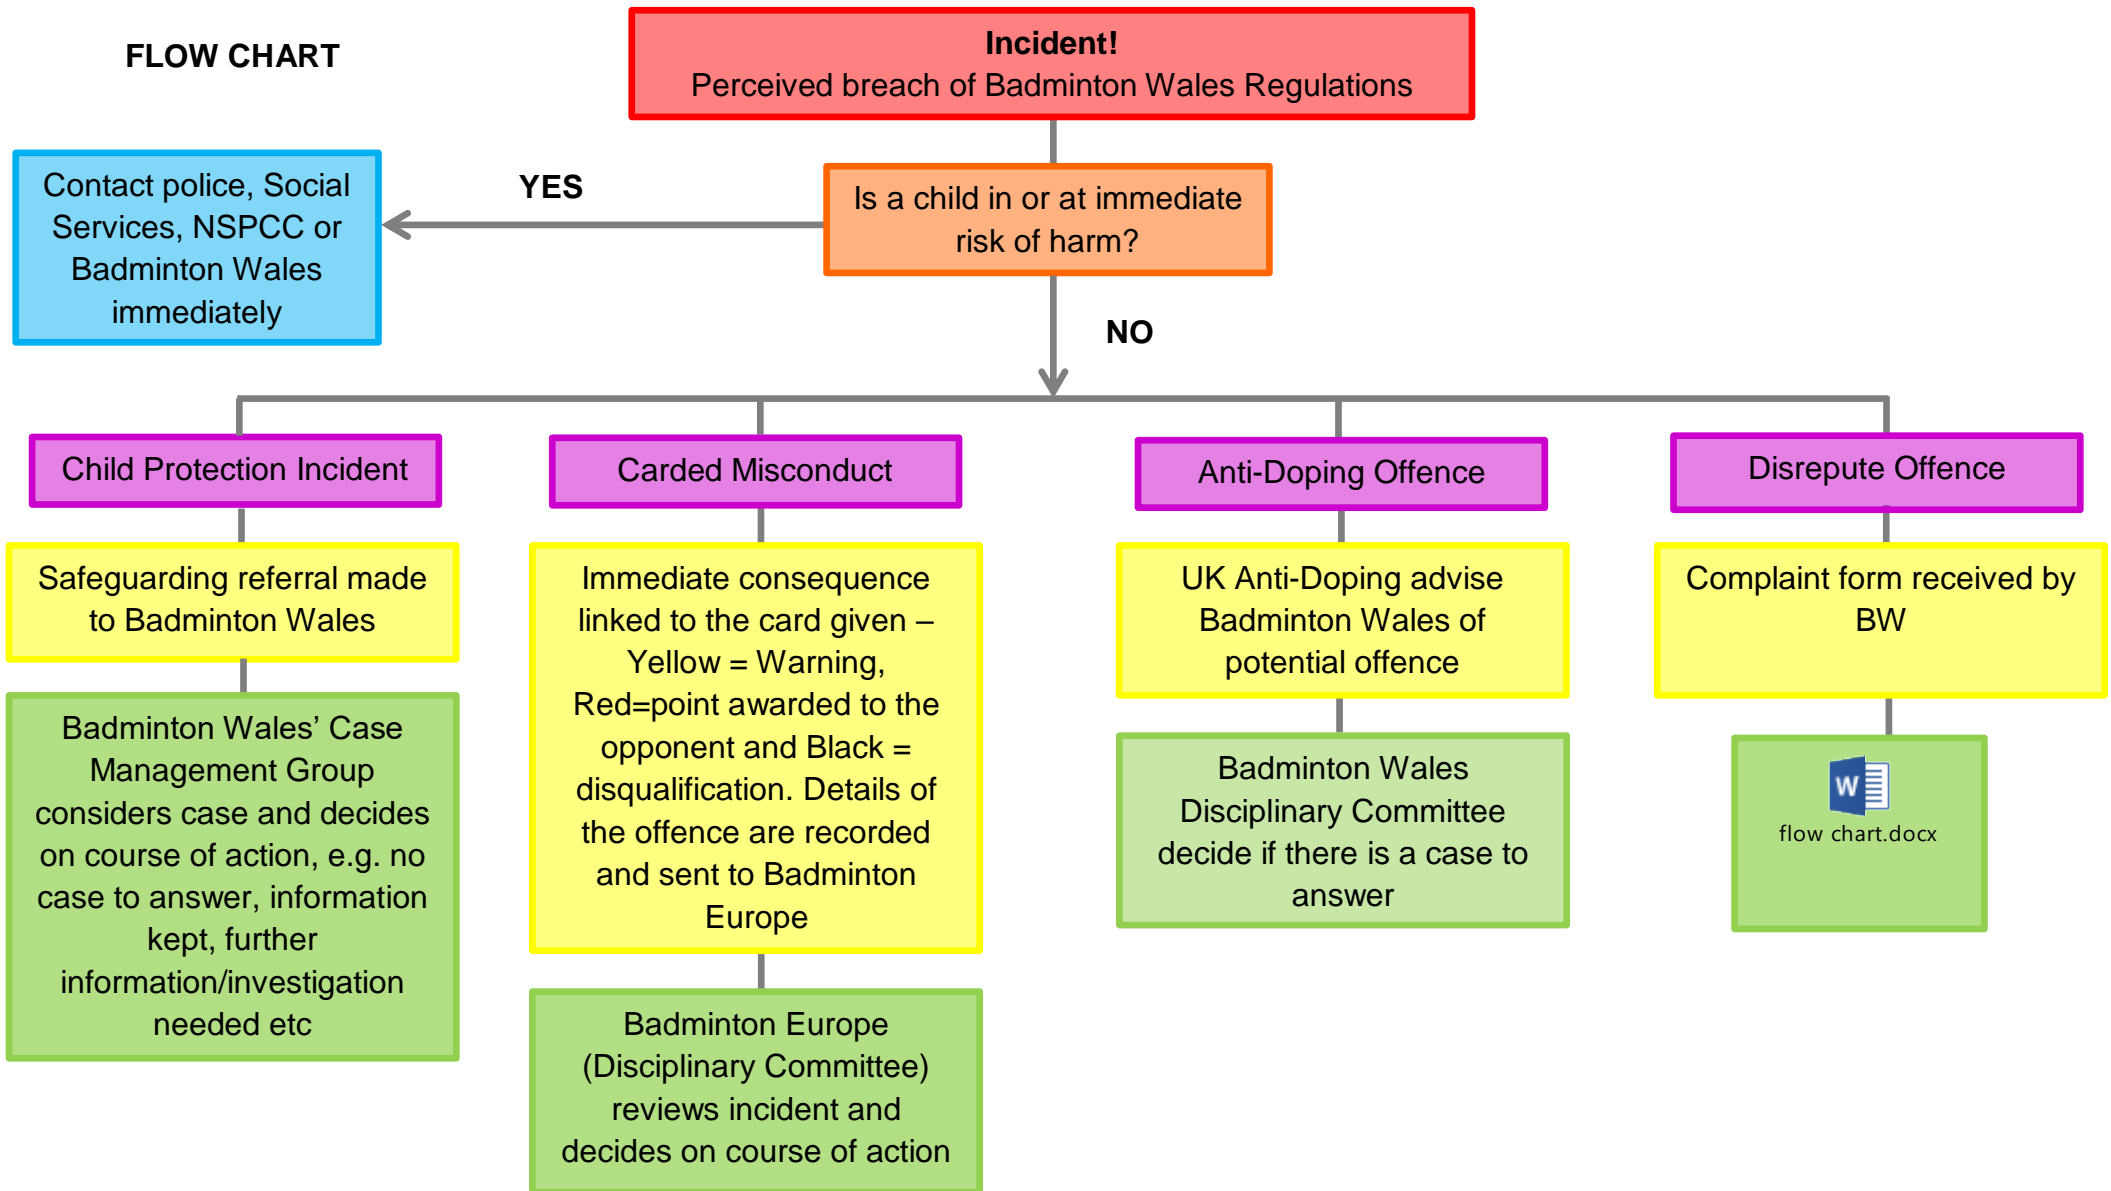 FLOW CHART
Incident!
Perceived breach of Badminton Wales Regulations
Contact police, Social
Services, NSPCC or
Badminton Wales
immediately
YES
Is a child in or at immediate
risk of harm?
NO
Child Protection Incident
Safeguarding referral made
to Badminton Wales
Badminton Wales’ Case
Management Group
considers case and decides
on course of action, e.g. no
case to answer, information
kept, further
information/investigation
needed etc
Carded Misconduct
Immediate consequence
linked to the card given –
Yellow = Warning,
Red=point awarded to the
opponent and Black =
disqualification. Details of
the offence are recorded
and sent to Badminton
Europe
Badminton Europe
(Disciplinary Committee)
reviews incident and
decides on course of action
Anti-Doping Offence
UK Anti-Doping advise
Badminton Wales of
potential offence
Badminton Wales
Disciplinary Committee
decide if there is a case to
answer
Disrepute Offence
Complaint form received by
BW
W
flow chart.docx